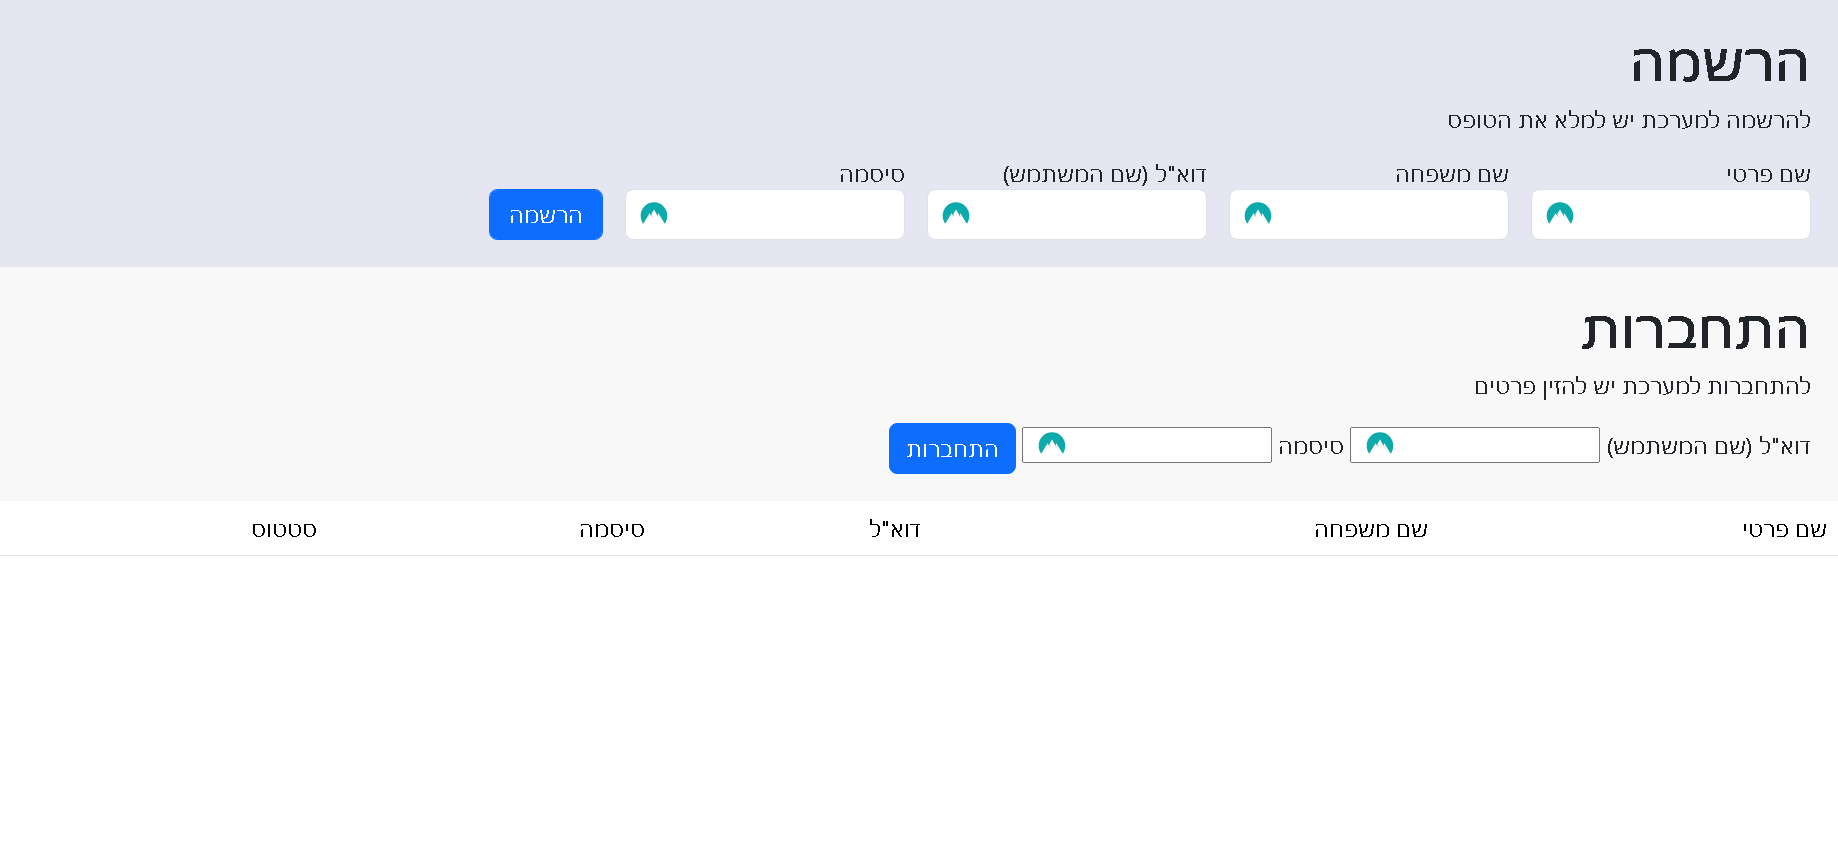 הרשמה
להרשמה למערכת יש למלא את הטופס
שם פרטי שם משפחה דוא"ל (שם המשתמש) סיסמה
הרשמה
התחברות
להתחברות למערכת יש להזין פרטים
דוא"ל (שם המשתמש) סיסמה התחברות
שם פרטי שם משפחה דוא"ל סיסמה סטטוס